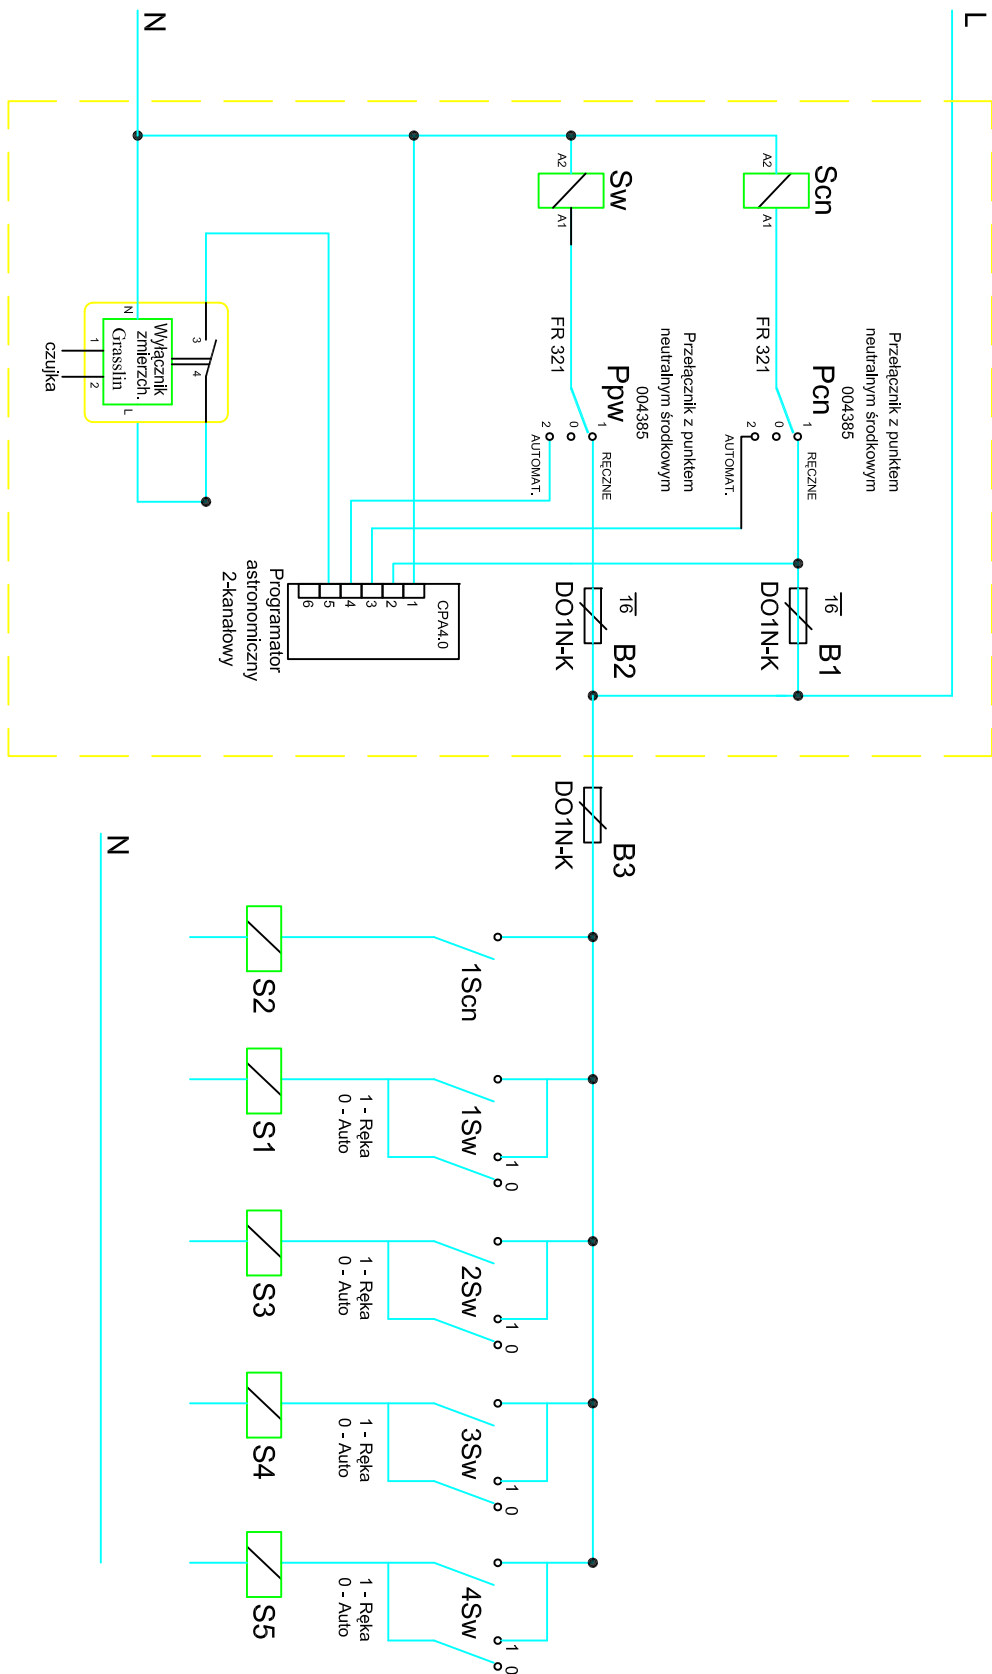 L
N
Scn
A2
A1
Sw
A2
A1
Przełącznik z punktem
neutralnym środkowym
004385
Pcn
FR 321
1
0
2
RĘCZNE
AUTOMAT.
Przełącznik z punktem
neutralnym środkowym
004385
Ppw
FR 321
1
0
2
RĘCZNE
AUTOMAT.
16
B1
DO1N-K
16
B2
DO1N-K
CPA4.0
1
2
3
4
5
6
Programator
astronomiczny
2-kanałowy
3
4
N
Wyłącznik
zmierzch.
Grasslin
L
1
2
czujka
B3
DO1N-K
N
1Scn
S2
1Sw
1
0
1 - Ręka
0 - Auto
S1
2Sw
1
0
1 - Ręka
0 - Auto
S3
3Sw
1
0
1 - Ręka
0 - Auto
S4
4Sw
1
0
1 - Ręka
0 - Auto
S5